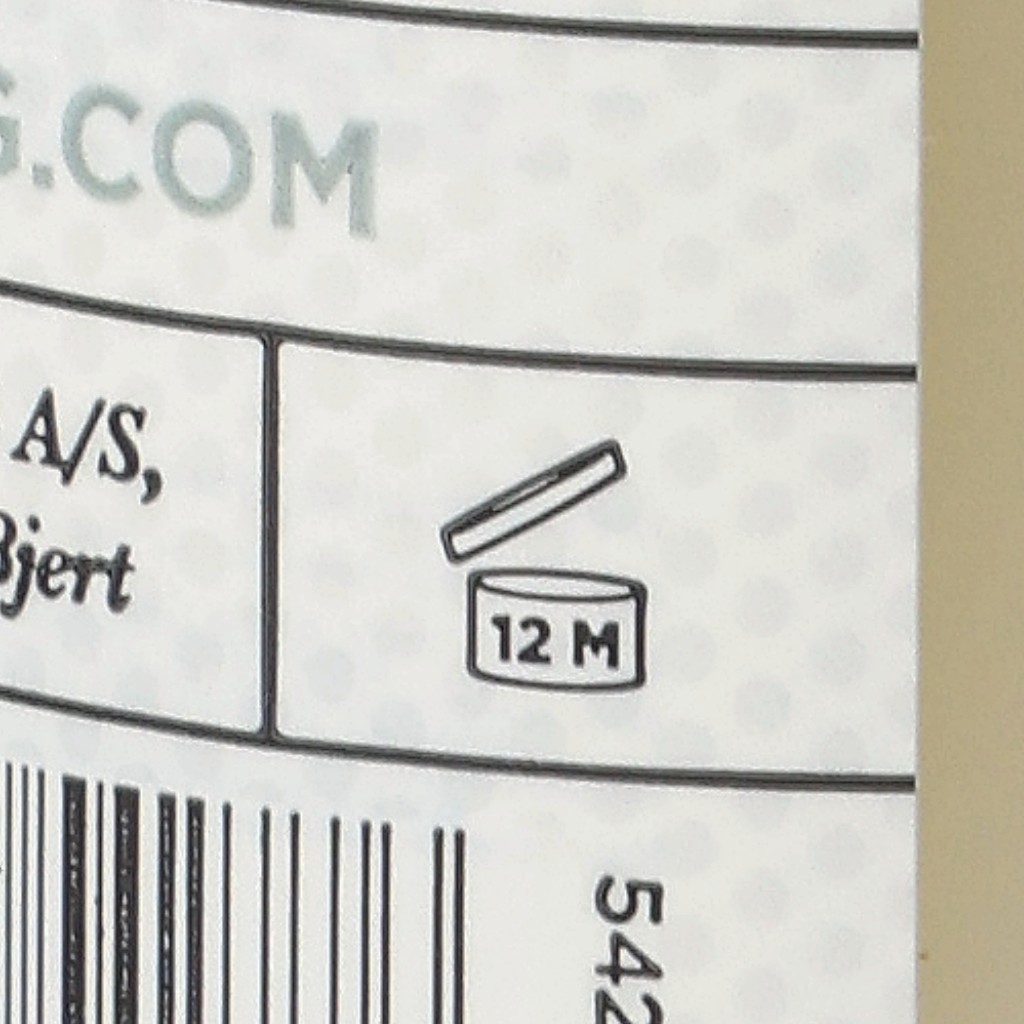 .COM
A/S,
Bjert
12 M
542